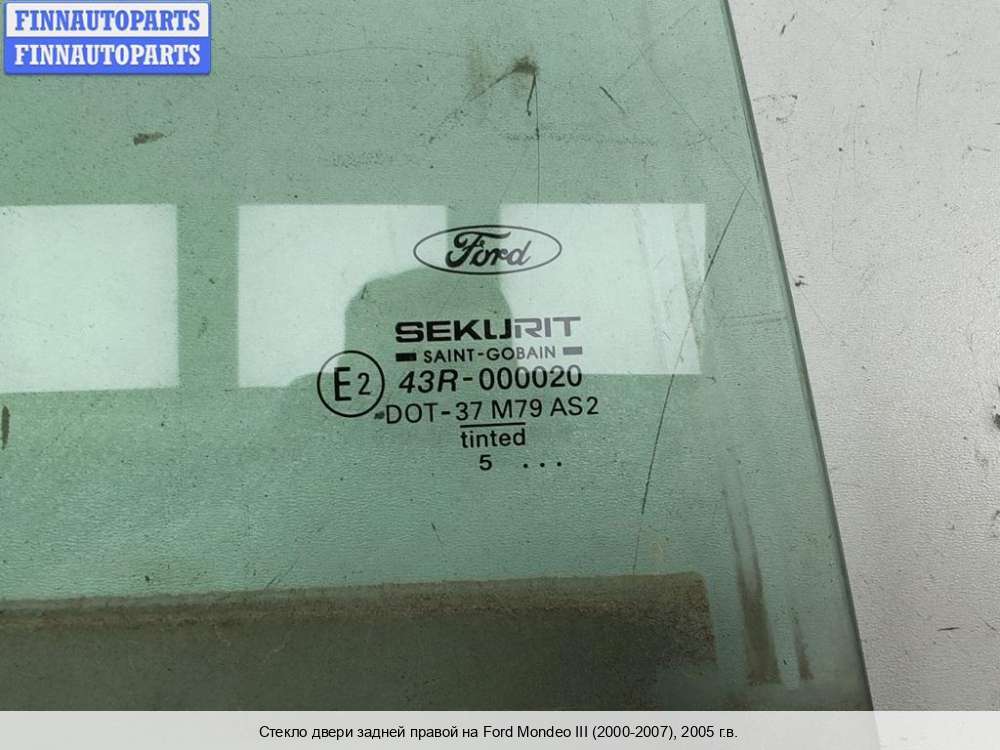 FINNAUTOPARTS
FINNAUTOPARTS
Ford
SEKURIT
SAINT-GOBAIN
E2 43R-000020
DOT-37 M79 AS2
tinted
5 ...
Стекло двери задней правой на Ford Mondeo III (2000-2007), 2005 г.в.